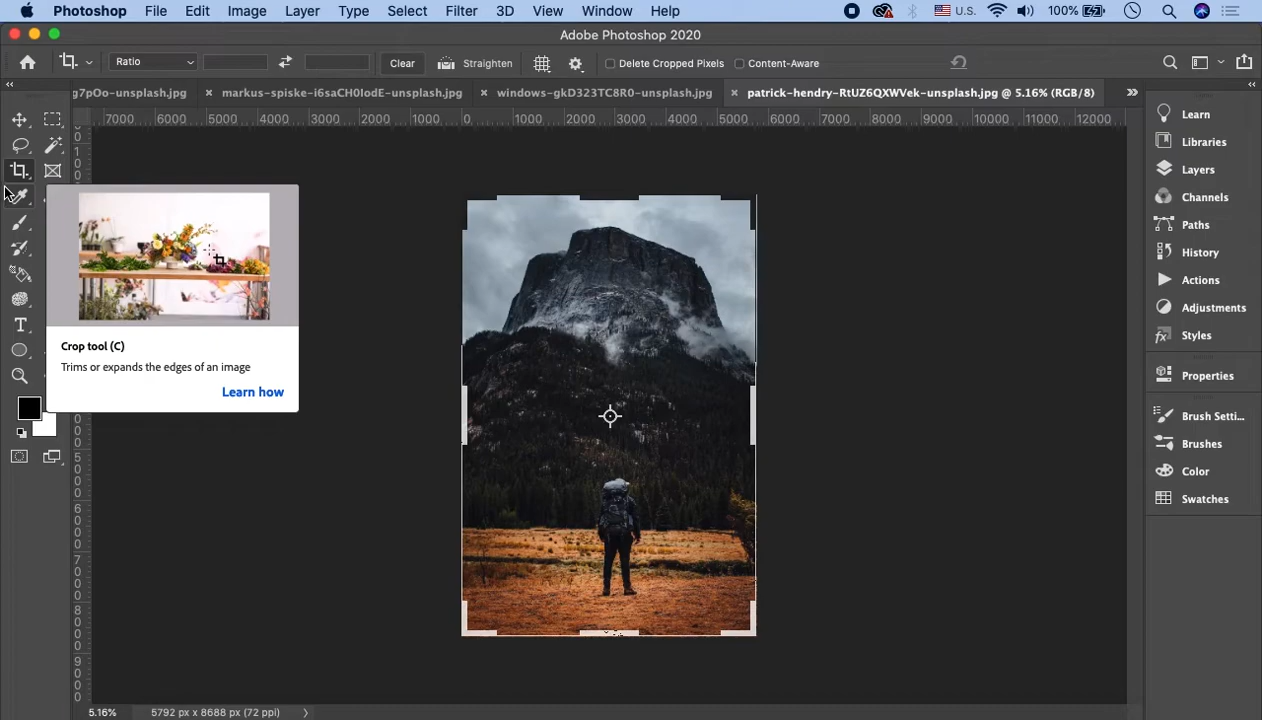 Photoshop File Edit Image Layer Type Select Filter 3D View Window Help U.S. 100%
Adobe Photoshop 2020
Ratio Clear Straighten Delete Cropped Pixels Content-Aware
g7pOo-unsplash.jpg × markus-spiske-i6saCH0IodE-unsplash.jpg × windows-gkD323TC8R0-unsplash.jpg × patrick-hendry-RtUZ6QXWVek-unsplash.jpg @ 5.16% (RGB/8)
7000 6000 5000 4000 3000 2000 1000 0 1000 2000 3000 4000 5000 6000 7000 8000 9000 10000 11000 12000
Learn
Libraries
Layers
Channels
Paths
History
Actions
Adjustments
Styles
Properties
Brush Setti...
Brushes
Color
Swatches
Crop tool (C)
Trims or expands the edges of an image
Learn how
5.16% 5792 px x 8688 px (72 ppi)